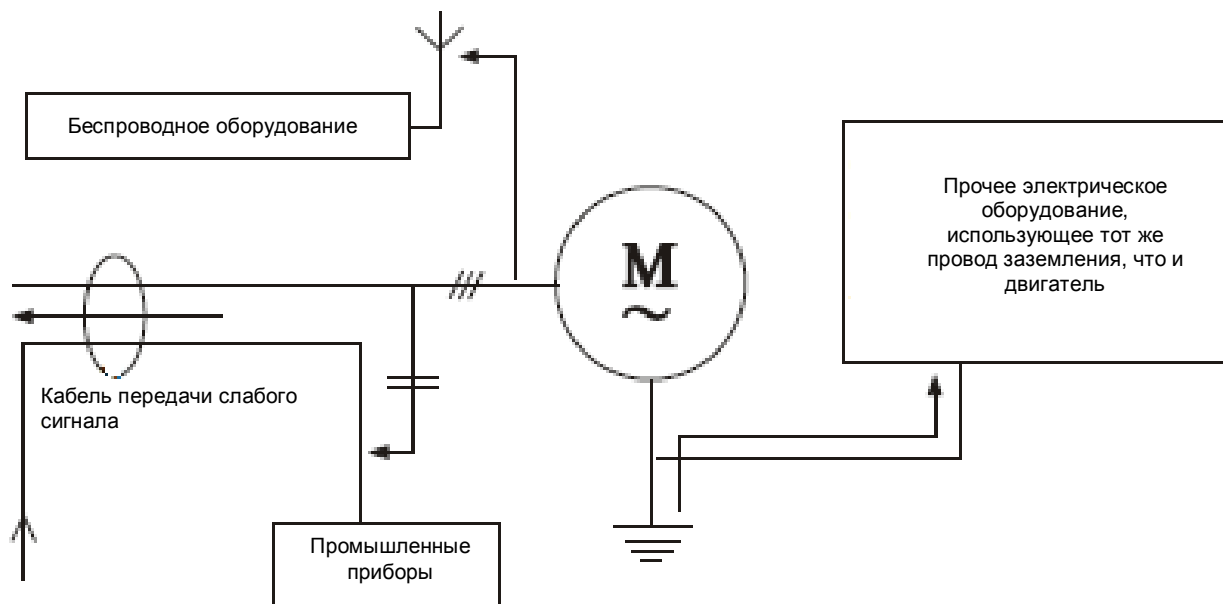 Беспроводное оборудование
Прочее электрическое
оборудование,
использующее тот же
провод заземления, что и
двигатель
M
~
Кабель передачи слабого
сигнала
Промышленные
приборы